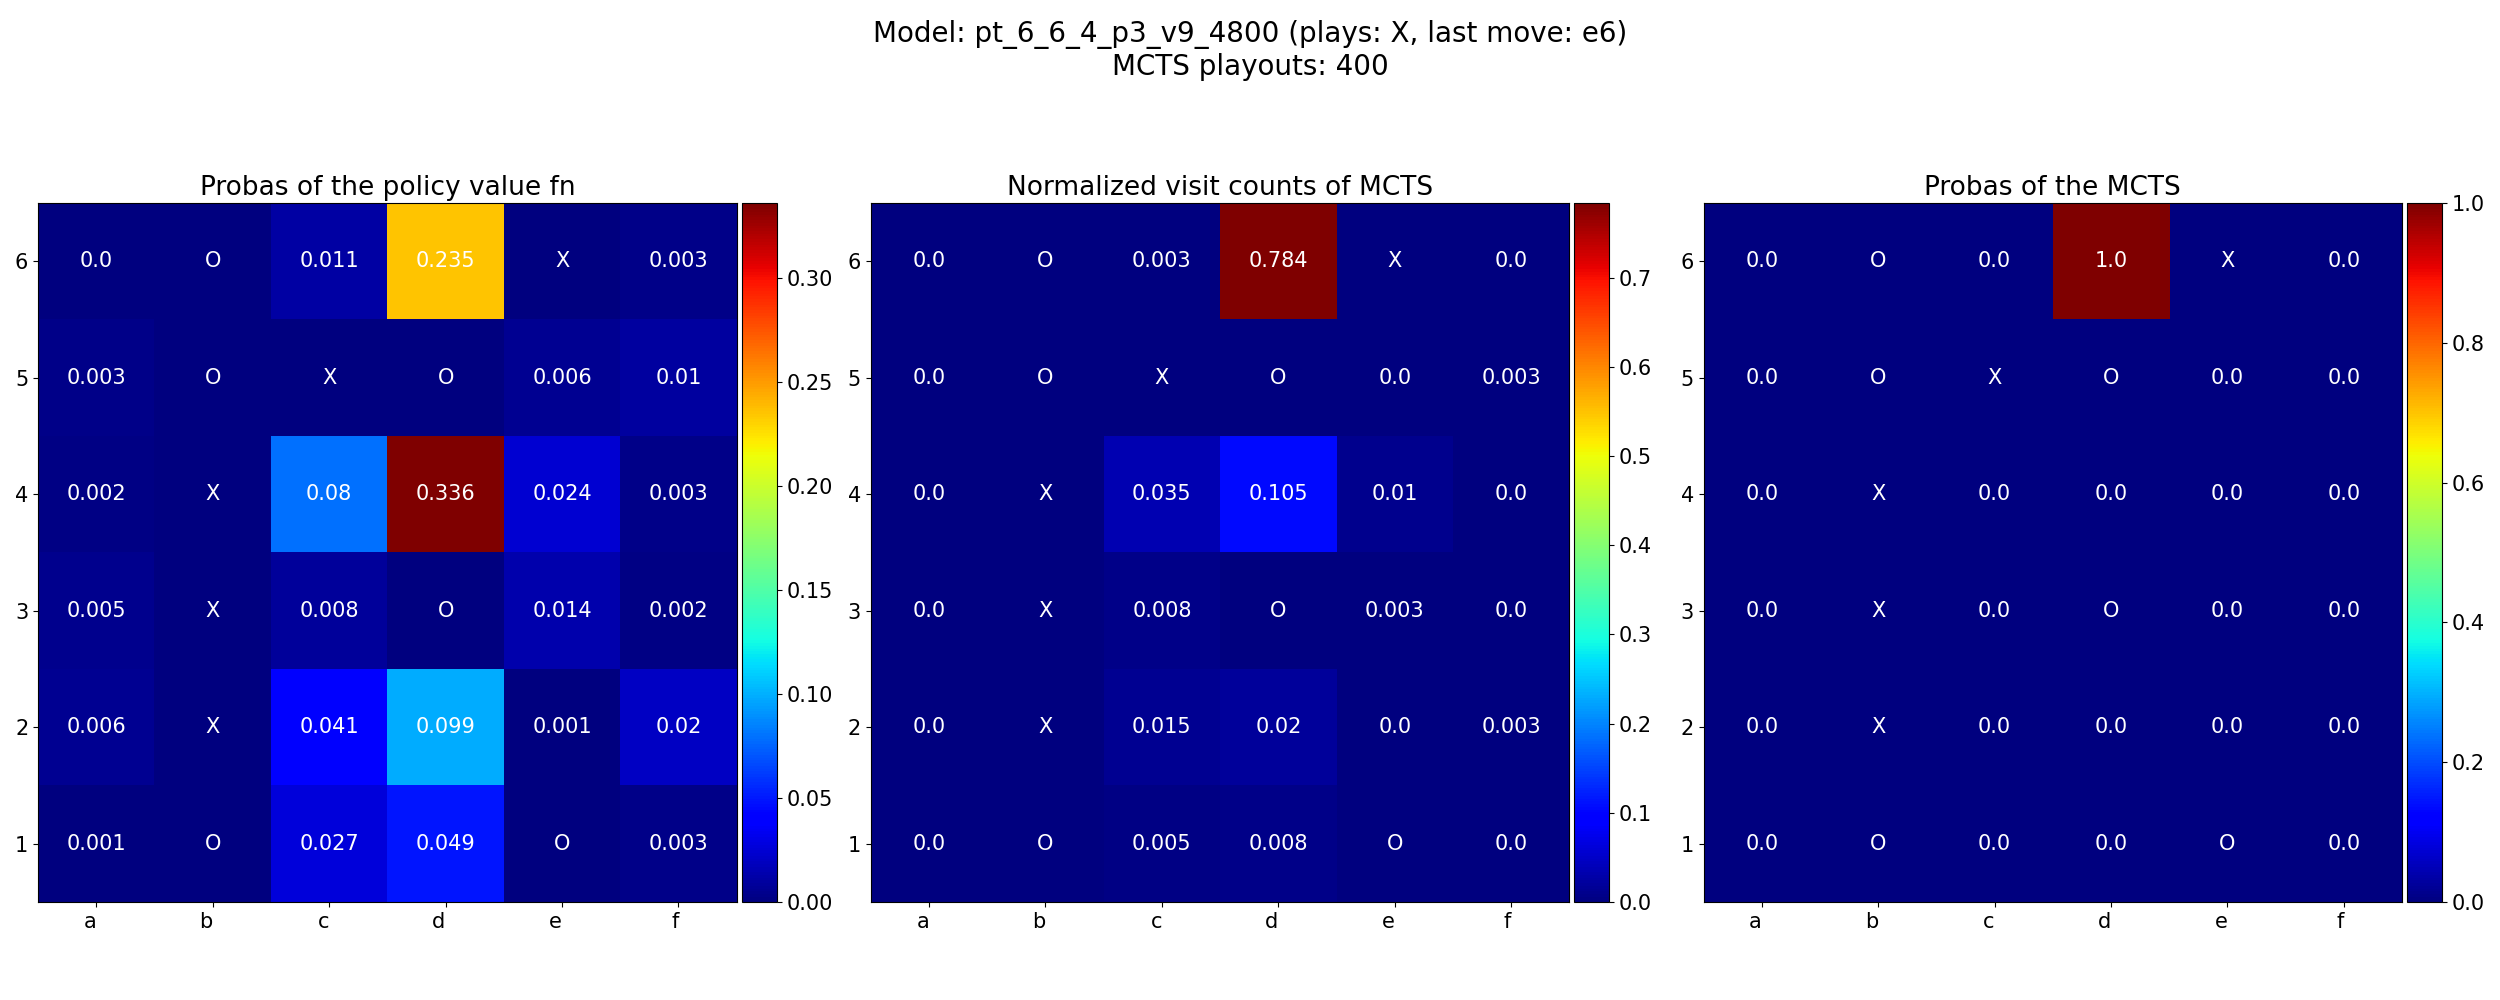 Model: pt_6_6_4_p3_v9_4800 (plays: X, last move: e6)
MCTS playouts: 400
Probas of the policy value fn
6 0.0 O 0.011 0.235 X 0.003
5 0.003 O X O 0.006 0.01
4 0.002 X 0.08 0.336 0.024 0.003
3 0.005 X 0.008 O 0.014 0.002
2 0.006 X 0.041 0.099 0.001 0.02
1 0.001 O 0.027 0.049 O 0.003
a b c d e f
0.30
0.25
0.20
0.15
0.10
0.05
0.00
Normalized visit counts of MCTS
6 0.0 O 0.003 0.784 X 0.0
5 0.0 O X O 0.0 0.003
4 0.0 X 0.035 0.105 0.01 0.0
3 0.0 X 0.008 O 0.003 0.0
2 0.0 X 0.015 0.02 0.0 0.003
1 0.0 O 0.005 0.008 O 0.0
a b c d e f
0.7
0.6
0.5
0.4
0.3
0.2
0.1
0.0
Probas of the MCTS
6 0.0 O 0.0 1.0 X 0.0
5 0.0 O X O 0.0 0.0
4 0.0 X 0.0 0.0 0.0 0.0
3 0.0 X 0.0 O 0.0 0.0
2 0.0 X 0.0 0.0 0.0 0.0
1 0.0 O 0.0 0.0 O 0.0
a b c d e f
1.0
0.8
0.6
0.4
0.2
0.0